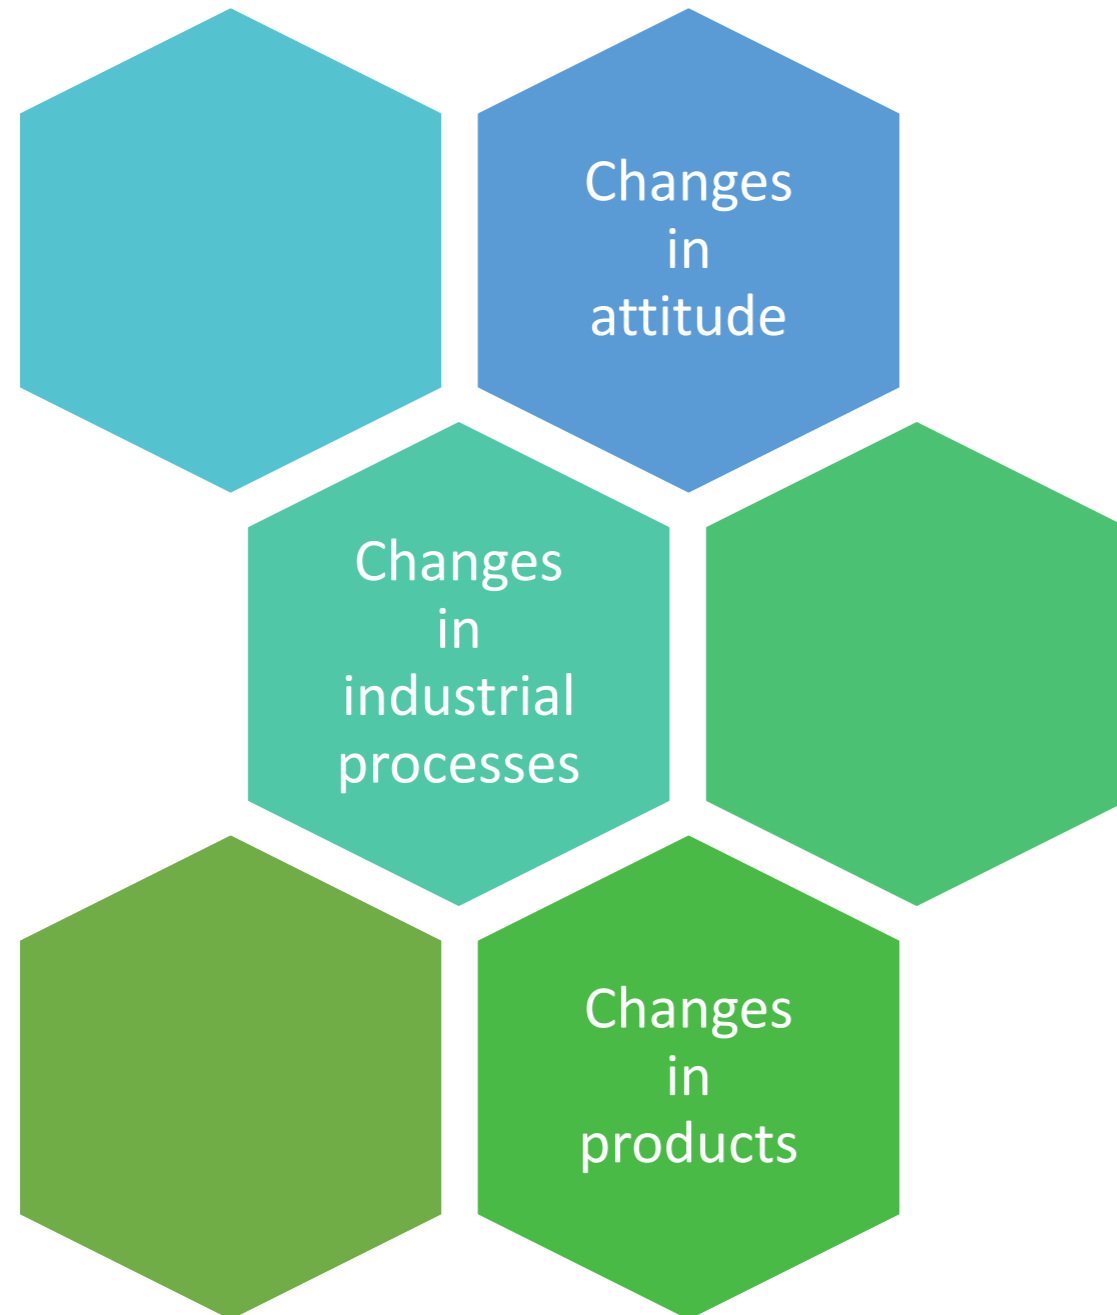 Changes
in
attitude
Changes
in
industrial
processes
Changes
in
products